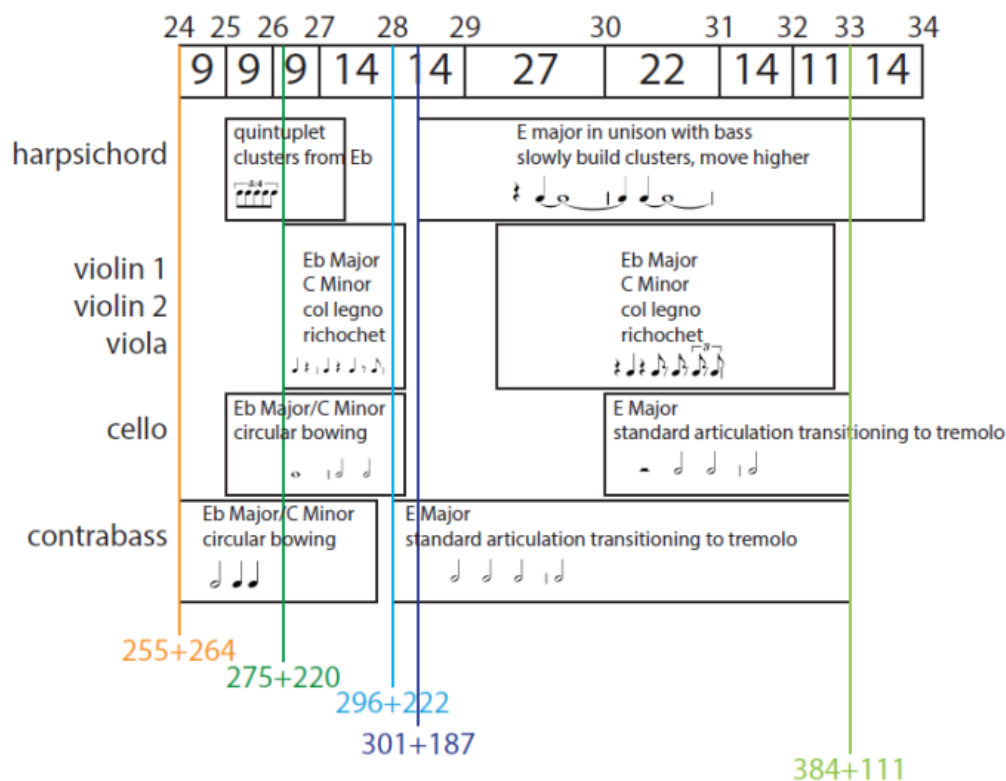 24 25 26 27 28 29 30 31 32 33 34
9 9 9 14 14 27 22 14 11 14
harpsichord
quintuplet
clusters from Eb
5:4
E major in unison with bass
slowly build clusters, move higher
violin 1
violin 2
viola
Eb Major
C Minor
col legno
richochet
Eb Major
C Minor
col legno
richochet
3
cello
Eb Major/C Minor
circular bowing
E Major
standard articulation transitioning to tremolo
contrabass
Eb Major/C Minor
circular bowing
E Major
standard articulation transitioning to tremolo
255+264
275+220
296+222
301+187
384+111